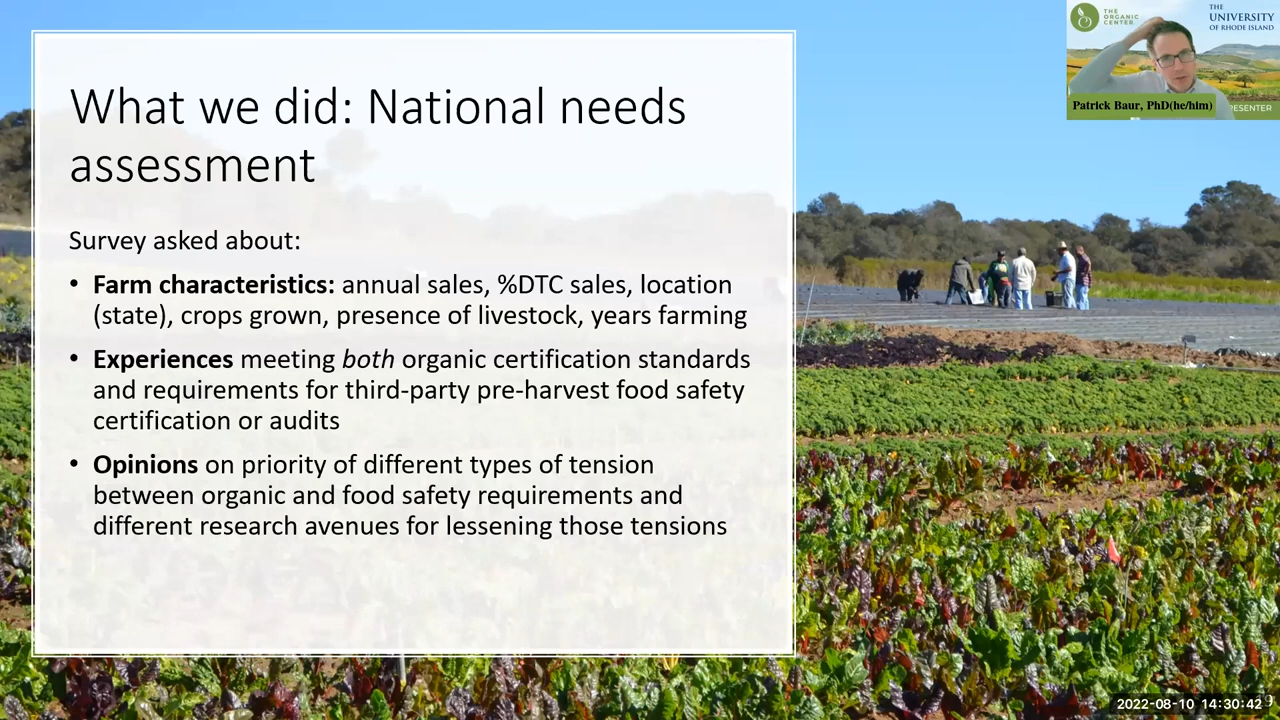 What we did: National needs
assessment
Survey asked about:
• Farm characteristics: annual sales, %DTC sales, location
(state), crops grown, presence of livestock, years farming
• Experiences meeting both organic certification standards
and requirements for third-party pre-harvest food safety
certification or audits
• Opinions on priority of different types of tension
between organic and food safety requirements and
different research avenues for lessening those tensions
THE
ORGANIC
CENTER
THE
UNIVERSITY
OF RHODE ISLAND
Patrick Baur, PhD(he/him)
2022-08-10 14:30:42